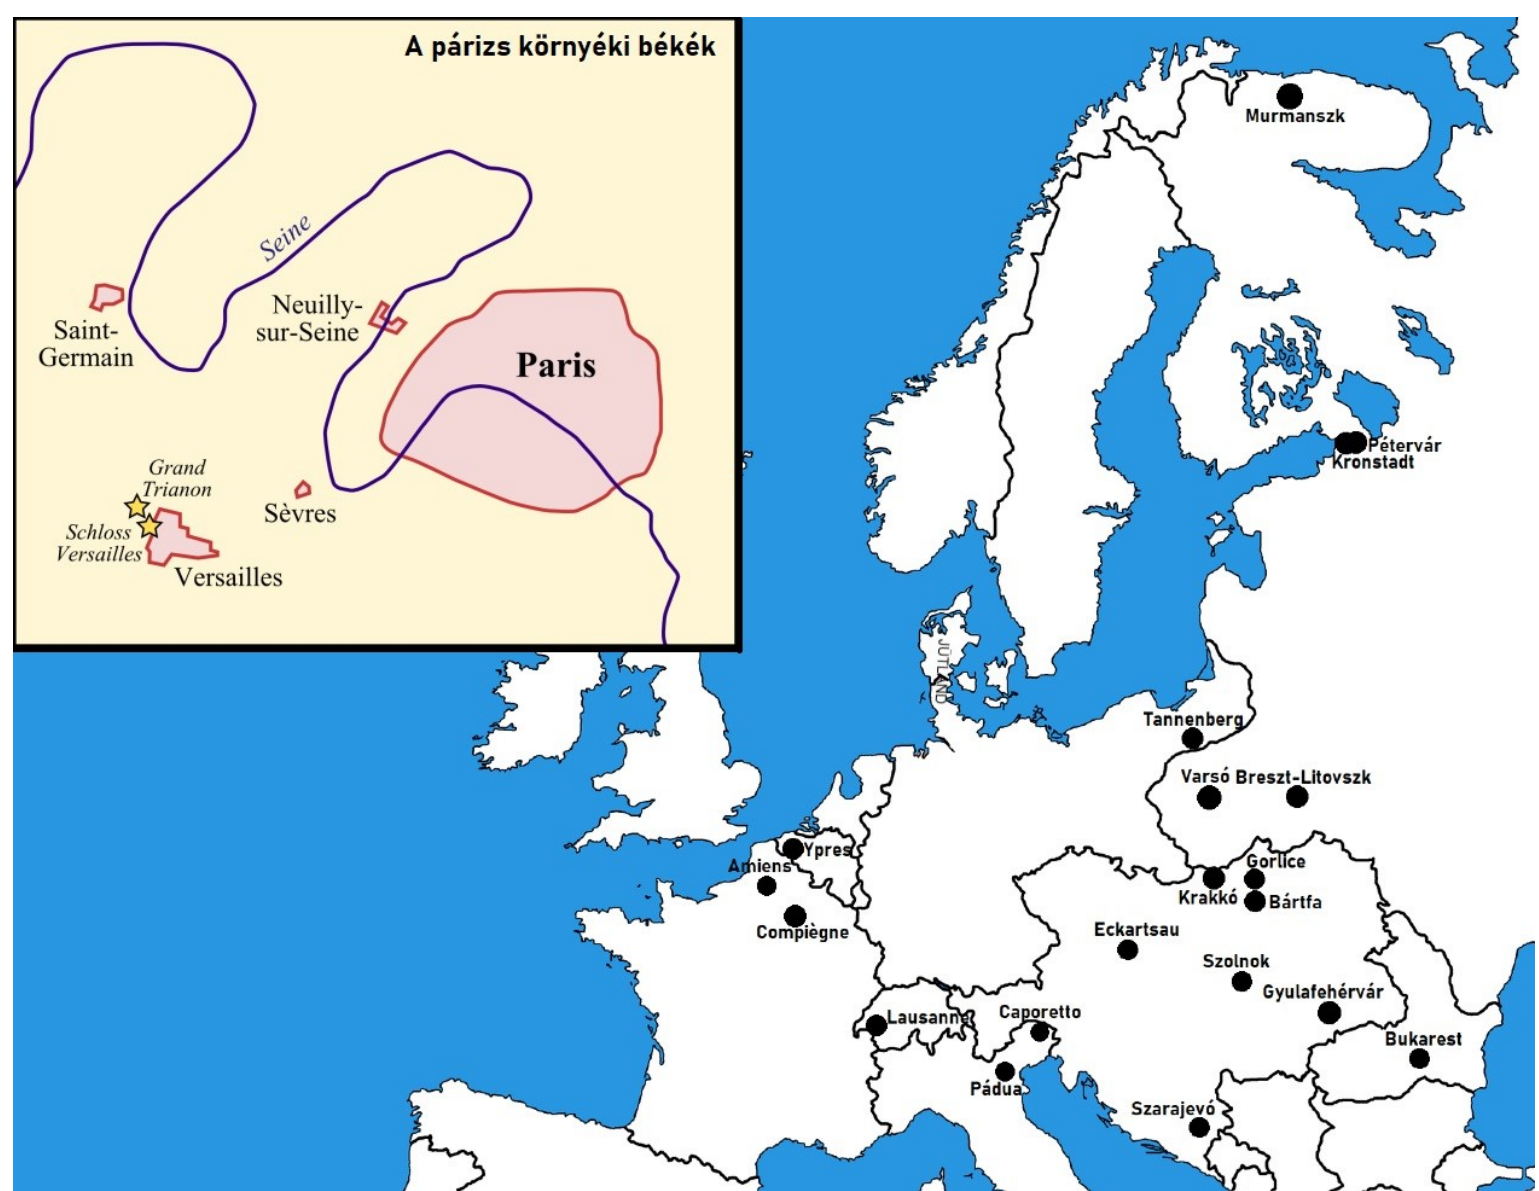 A párizs környéki békék
Seine
Saint-
Germain
Neuilly-
sur-Seine
Paris
Grand
Trianon
Schloss
Versailles
Sèvres
Versailles
Murmanszk
Pétervár
Kronstadt
JÜTLAND
Tannenberg
Varsó
Breszt-Litovszk
Ypres
Amiens
Compiègne
Gorlice
Krakkó
Bártfa
Eckartsau
Szolnok
Gyulafehérvár
Lausanne
Caporetto
Bukarest
Pádua
Szarajevó